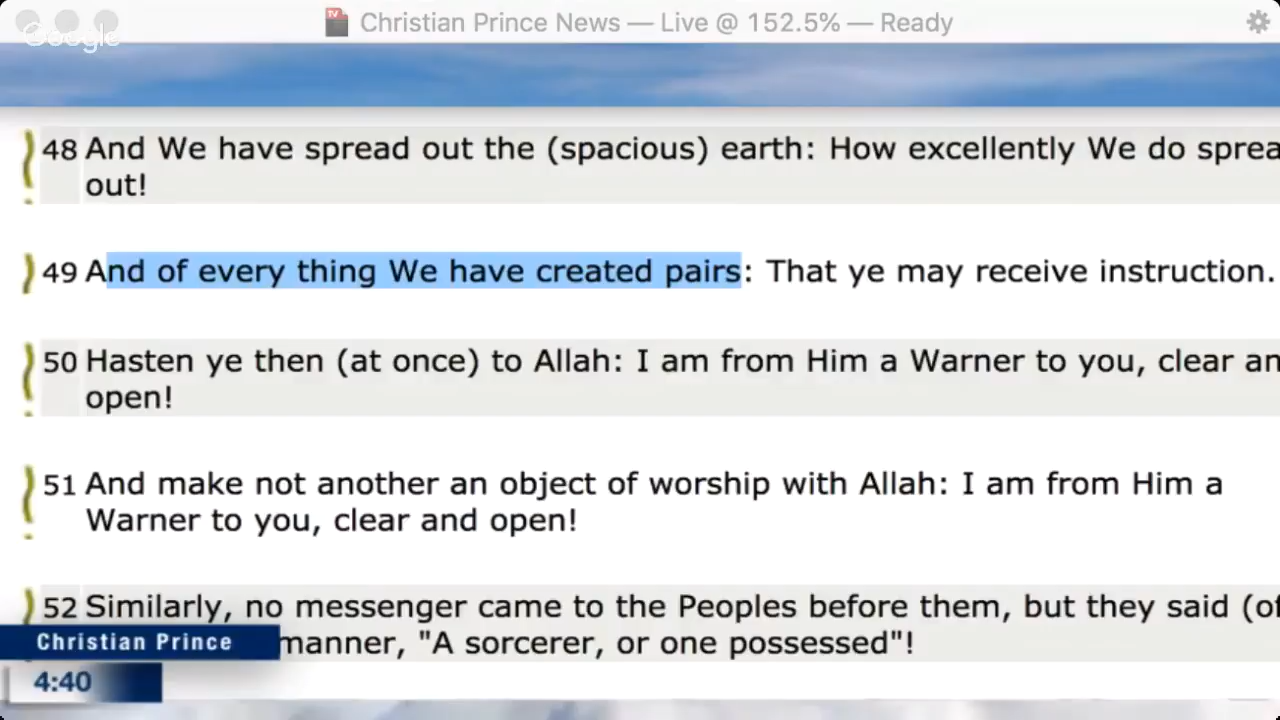 Google
Christian Prince News — Live @ 152.5% — Ready
48 And We have spread out the (spacious) earth: How excellently We do
out!
49 And of every thing We have created pairs: That ye may receive instruction.
50 Hasten ye then (at once) to Allah: I am from Him a Warner to you, clear
open!
51 And make not another an object of worship with Allah: I am from Him a
Warner to you, clear and open!
52 Similarly, no messenger came to the Peoples before them, but they said
manner, "A sorcerer, or one possessed"!
Christian Prince
4:40